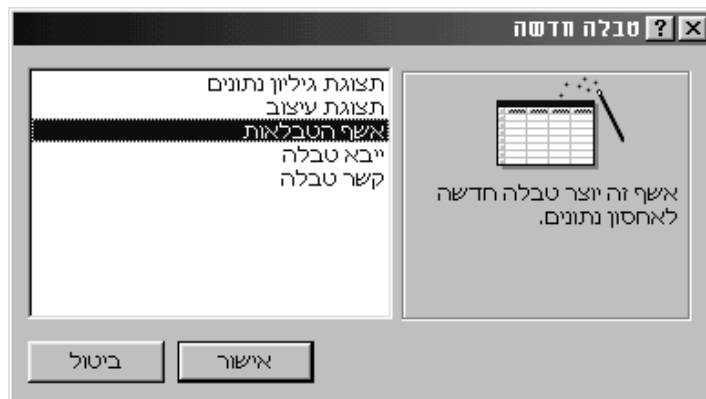 טבלה חדשה
תצוגת גיליון נתונים
תצוגת עיצוב
אשף הטבלאות
ייבא טבלה
קשר טבלה
אשף זה יוצר טבלה חדשה
לאחסון נתונים.
אישור
ביטול